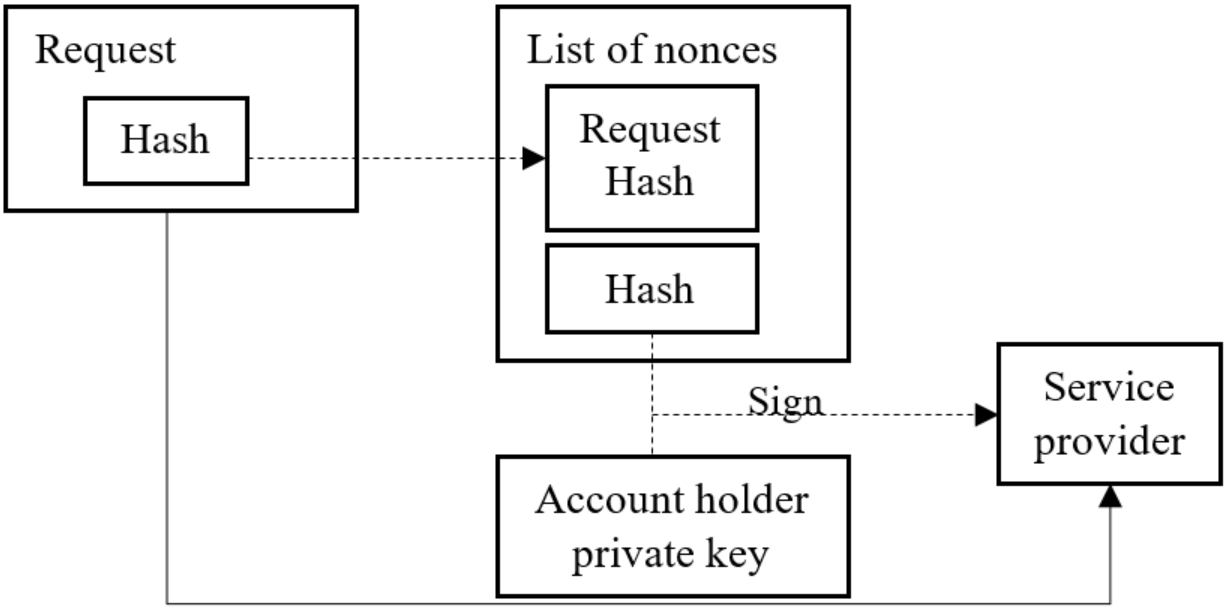 Request
Hash
List of nonces
Request
Hash
Hash
Sign
Service
provider
Account holder
private key